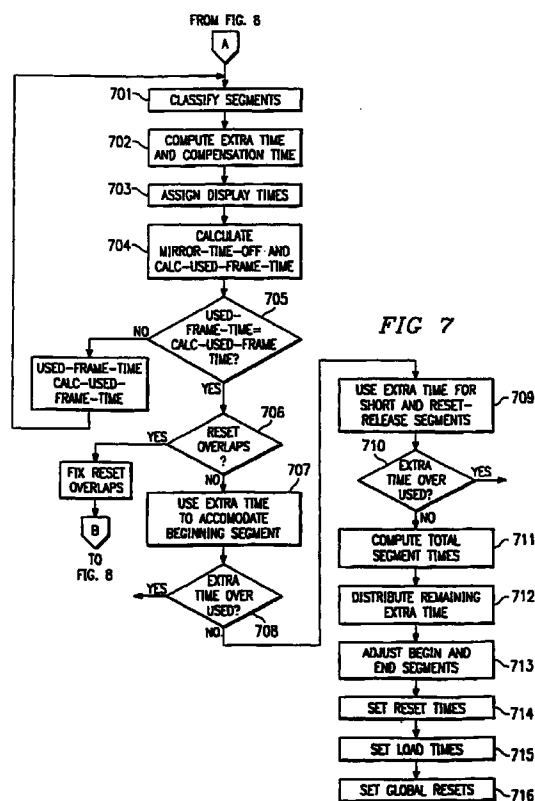 FROM FIG. 8
A
701
CLASSIFY SEGMENTS
702
COMPUTE EXTRA TIME
AND COMPENSATION TIME
703
ASSIGN DISPLAY TIMES
704
CALCULATE
MIRROR-TIME-OFF AND
CALC-USED-FRAME-TIME
705
USED-
FRAME-TIME=
CALC-USED-FRAME
TIME?
NO
YES
USED-FRAME-TIME
CALC-USED-
FRAME-TIME
706
RESET
OVERLAPS
?
YES
NO
FIX RESET
OVERLAPS
B
TO
FIG. 8
707
USE EXTRA TIME
TO ACCOMODATE
BEGINNING SEGMENT
708
EXTRA
TIME OVER
USED?
YES
NO
FIG 7
USE EXTRA TIME FOR
SHORT AND RESET-
RELEASE SEGMENTS
709
710
EXTRA
TIME OVER
USED?
YES
NO
COMPUTE TOTAL
SEGMENT TIMES
711
DISTRIBUTE REMAINING
EXTRA TIME
712
ADJUST BEGIN AND
END SEGMENTS
713
SET RESET TIMES
714
SET LOAD TIMES
715
SET GLOBAL RESETS
716